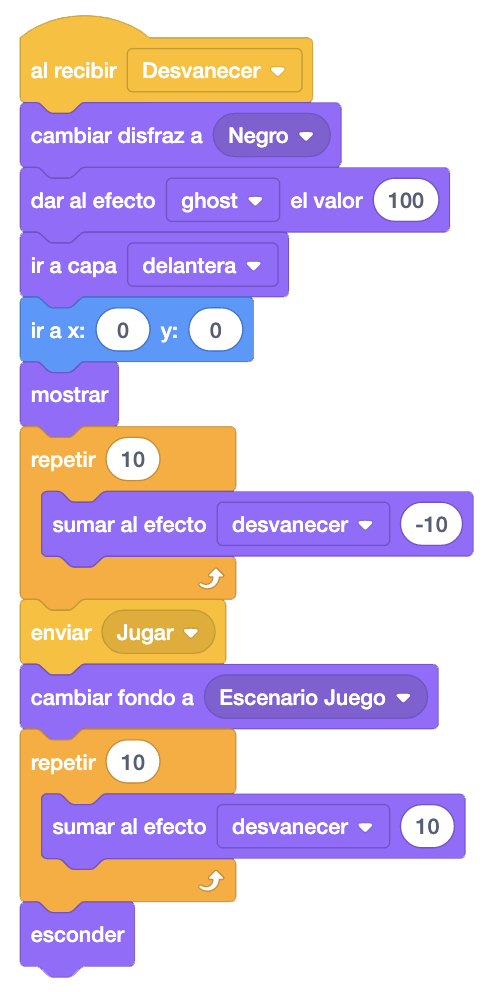 al recibir Desvanecer
cambiar disfraz a Negro
dar al efecto ghost el valor 100
ir a capa delantera
ir a x: 0 y: 0
mostrar
repetir 10
sumar al efecto desvanecer -10
enviar Jugar
cambiar fondo a Escenario Juego
repetir 10
sumar al efecto desvanecer 10
esconder